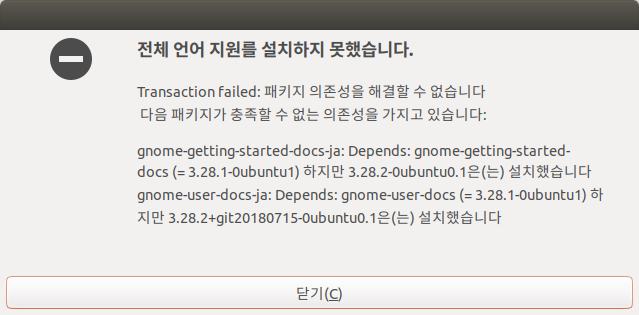 전체 언어 지원를 설치하지 못했습니다.
Transaction failed: 패키지 의존성을 해결할 수 없습니다
다음 패키지가 충족할 수 없는 의존성을 가지고 있습니다:
gnome-getting-started-docs-ja: Depends: gnome-getting-started-
docs (= 3.28.1-0ubuntu1) 하지만 3.28.2-0ubuntu0.1은(는) 설치했습니다
gnome-user-docs-ja: Depends: gnome-user-docs (= 3.28.1-0ubuntu1) 하
지만 3.28.2+git20180715-0ubuntu0.1은(는) 설치했습니다
닫기(C)